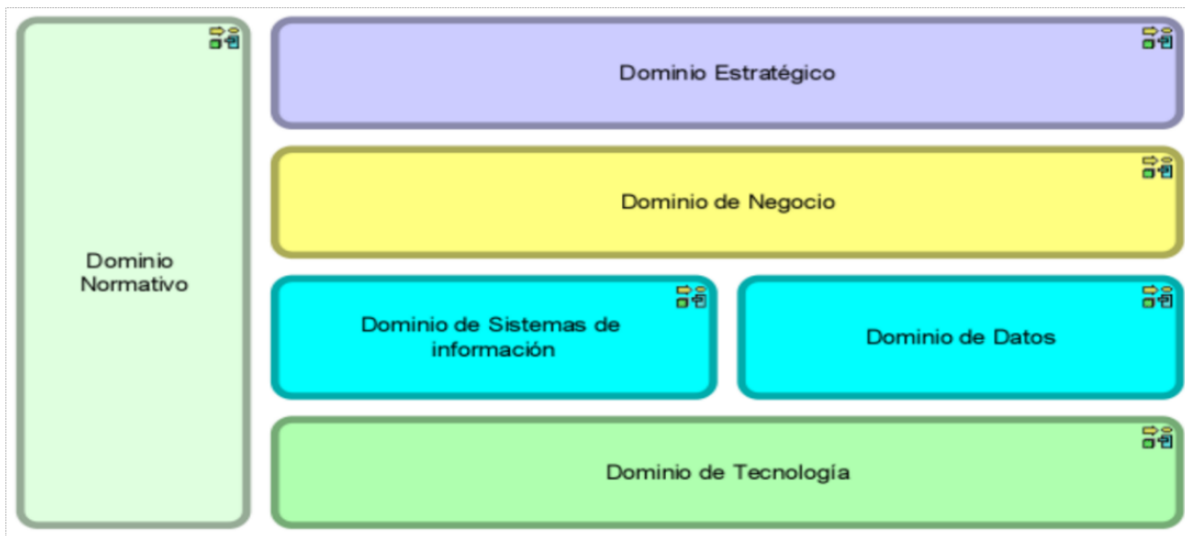 Dominio
Normativo
Dominio Estratégico
Dominio de Negocio
Dominio de Sistemas de
información
Dominio de Datos
Dominio de Tecnología